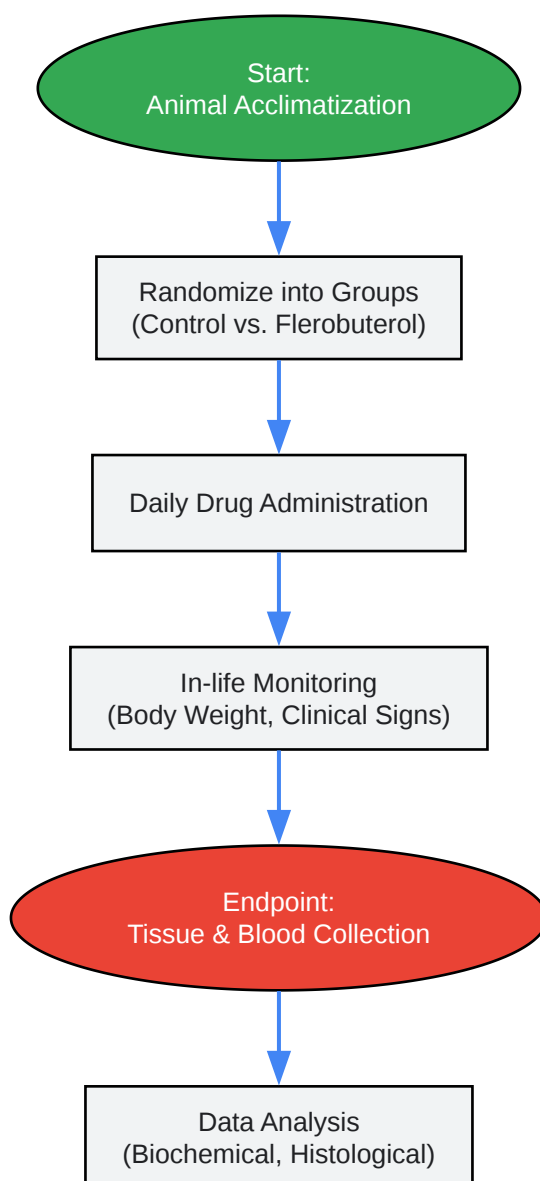 Start:
Animal Acclimatization
Randomize into Groups
(Control vs. Flerobuterol)
Daily Drug Administration
In-life Monitoring
(Body Weight, Clinical Signs)
Endpoint:
Tissue & Blood Collection
Data Analysis
(Biochemical, Histological)